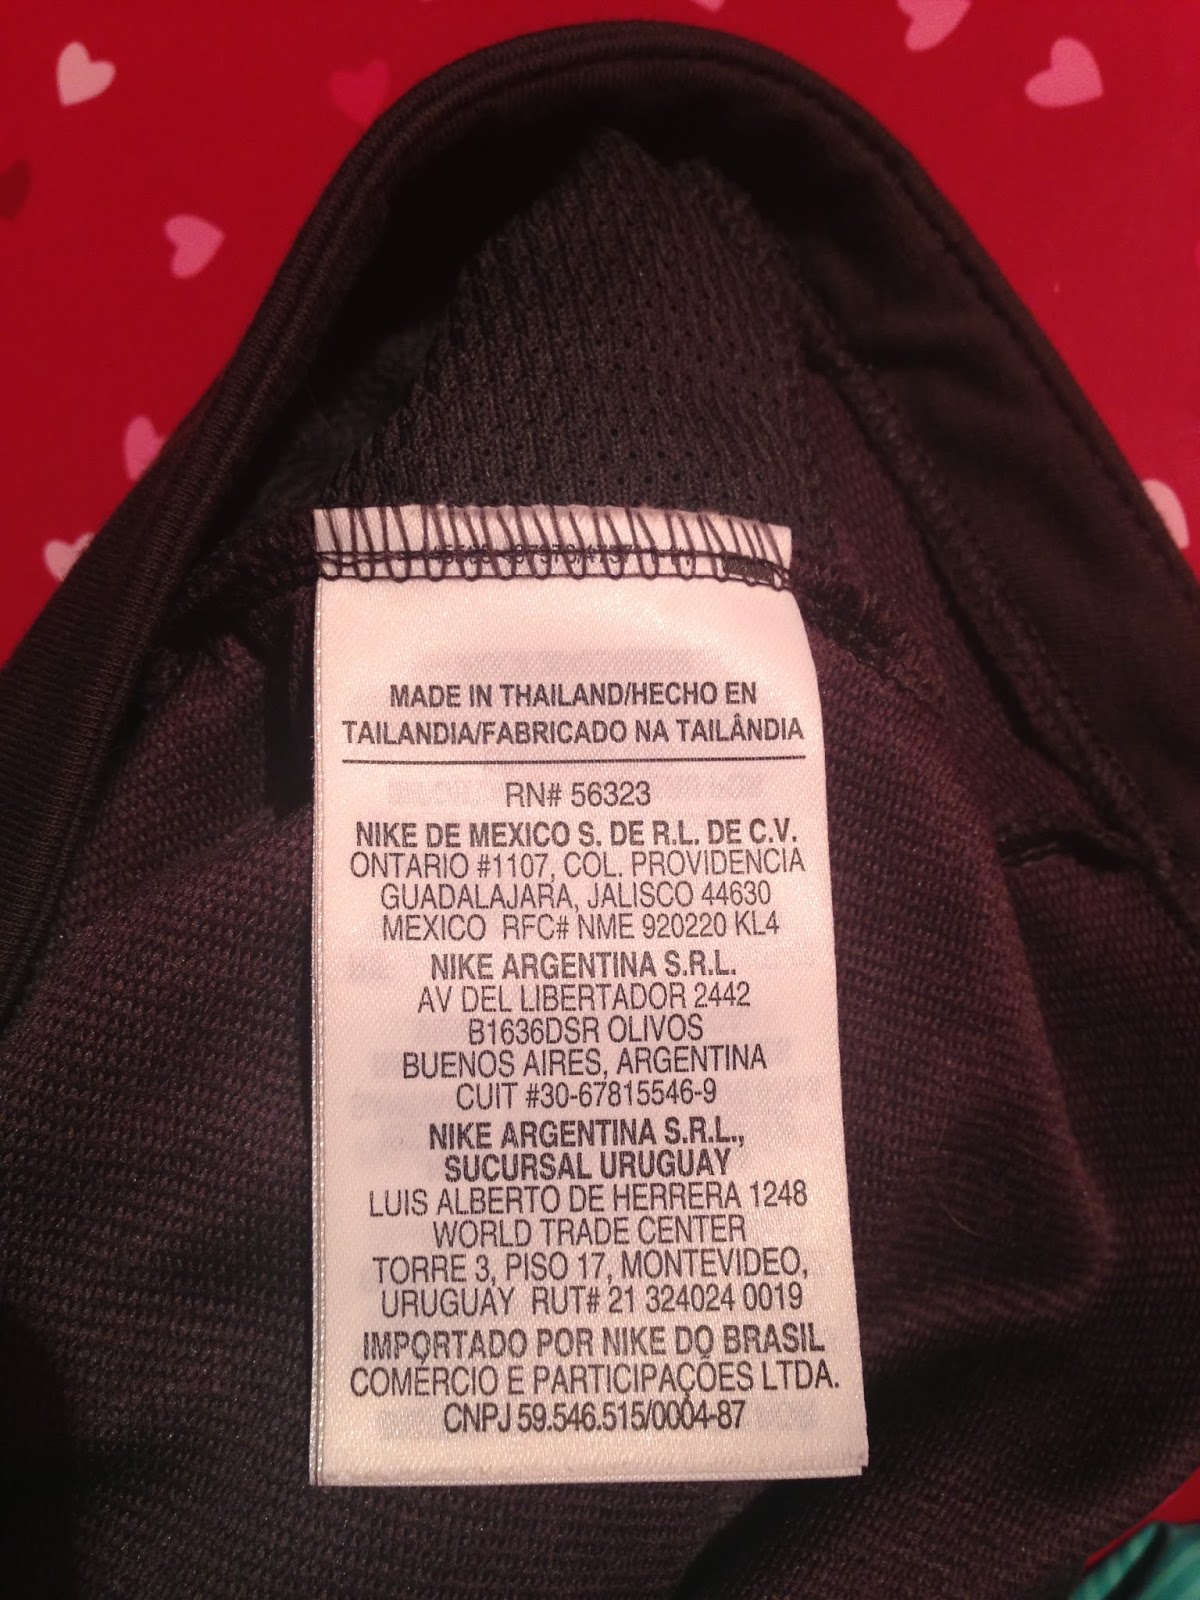 MADE IN THAILAND/HECHO EN
TAILANDIA/FABRICADO NA TAILÂNDIA
RN# 56323
NIKE DE MEXICO S. DE R.L. DE C.V.
ONTARIO #1107, COL. PROVIDENCIA
GUADALAJARA, JALISCO 44630
MEXICO RFC# NME 920220 KL4
NIKE ARGENTINA S.R.L.
AV DEL LIBERTADOR 2442
B1636DSR OLIVOS
BUENOS AIRES, ARGENTINA
CUIT #30-67815546-9
NIKE ARGENTINA S.R.L.,
SUCURSAL URUGUAY
LUIS ALBERTO DE HERRERA 1248
WORLD TRADE CENTER
TORRE 3, PISO 17, MONTEVIDEO,
URUGUAY RUT# 21 324024 0019
IMPORTADO POR NIKE DO BRASIL
COMÉRCIO E PARTICIPAÇÕES LTDA.
CNPJ 59.546.515/0004-87